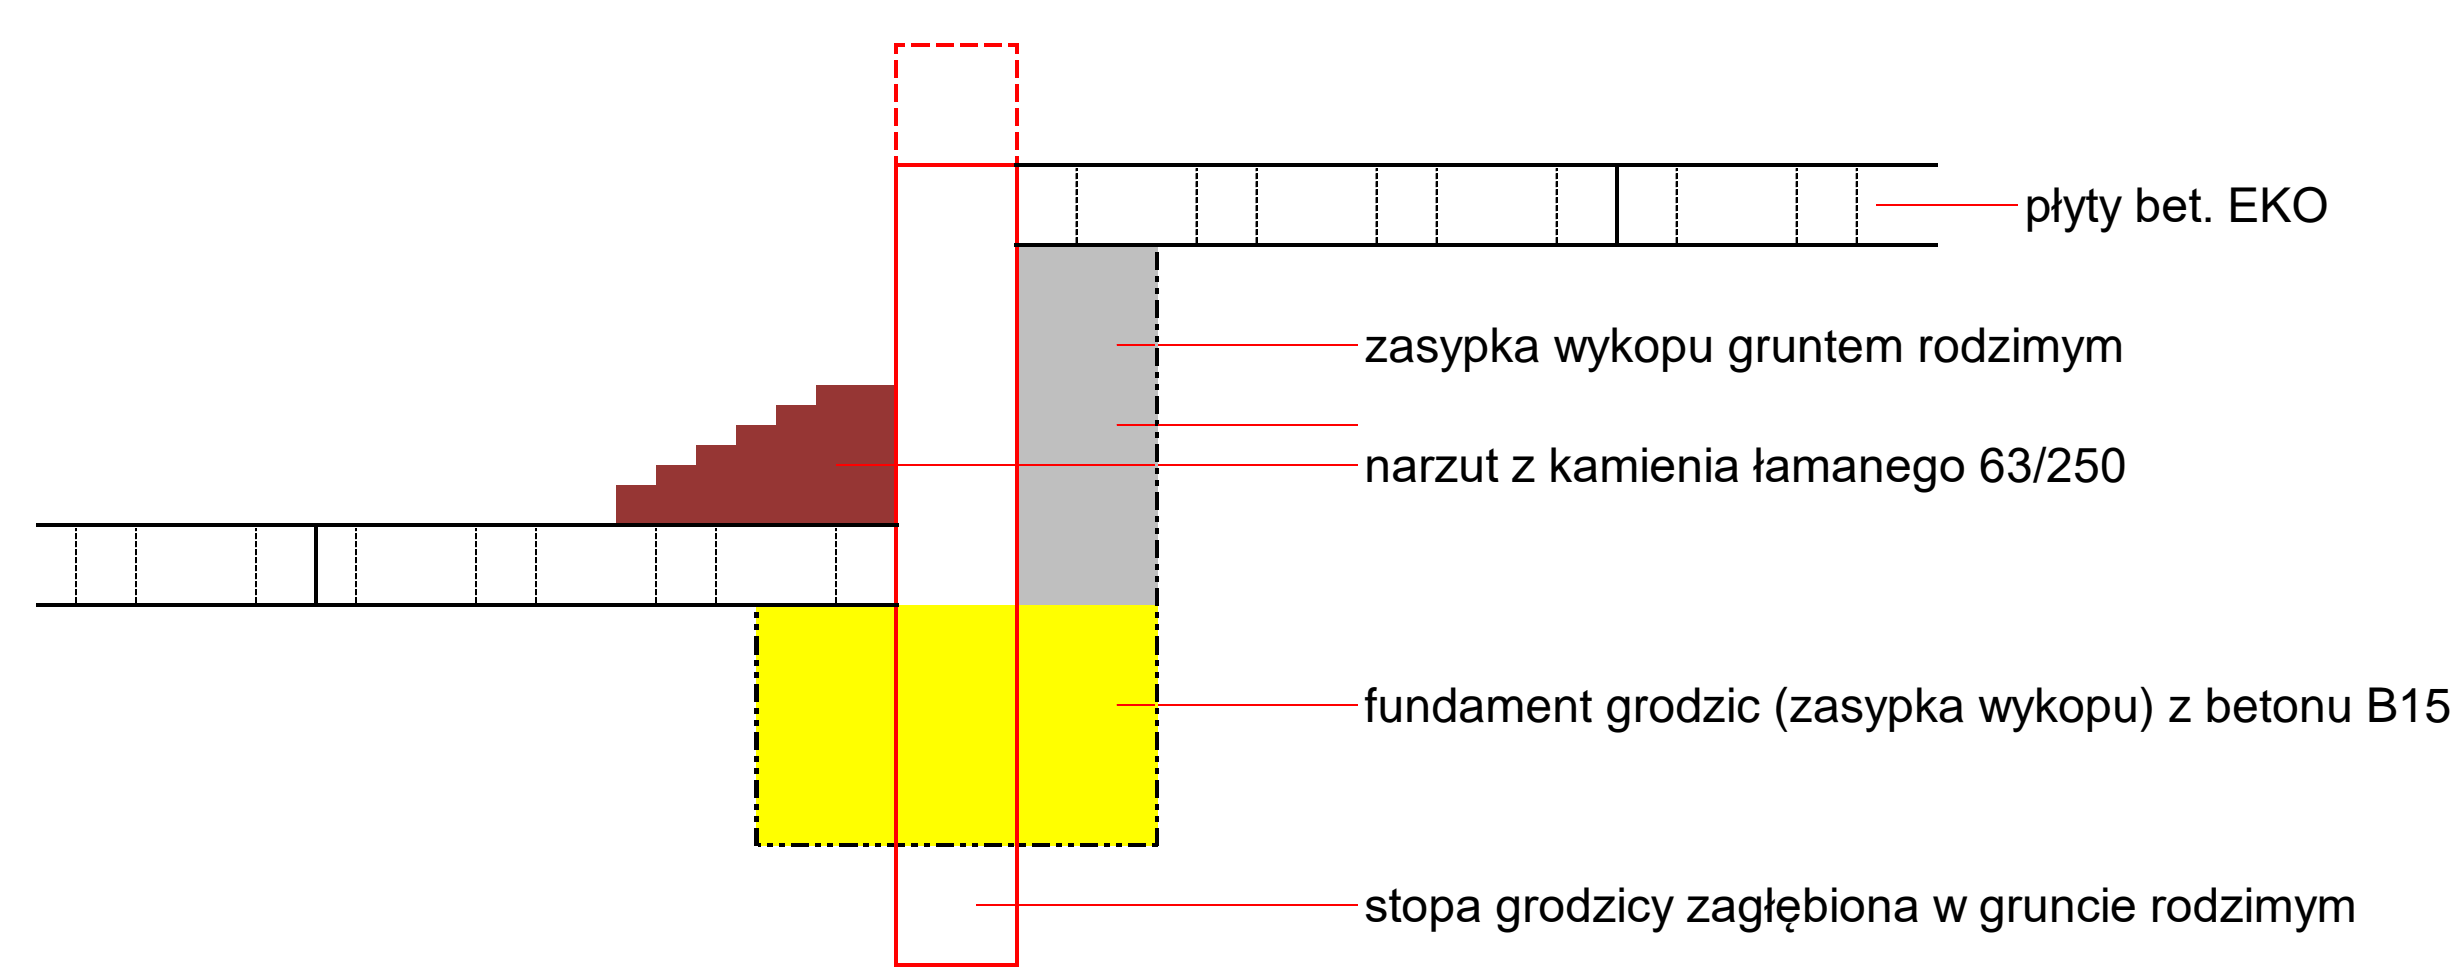 płyty bet. EKO
zasypka wykopu gruntem rodzimym
narzut z kamienia łamanego 63/250
fundament grodzic (zasypka wykopu) z betonu B15
stopa grodzicy zagłębiona w gruncie rodzimym